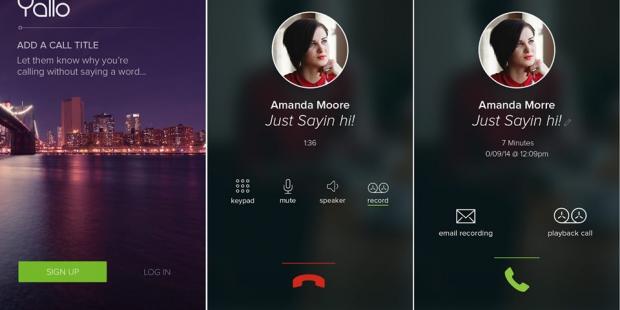 Yallo
ADD A CALL TITLE
Let them know why you're
calling without saying a word...
SIGN UP
LOG IN
Amanda Moore
Just Sayin hi!
1:36
keypad
mute
speaker
record
Amanda Morre
Just Sayin hi!
7 Minutes
0/09/14 @ 12:09pm
email recording
playback call